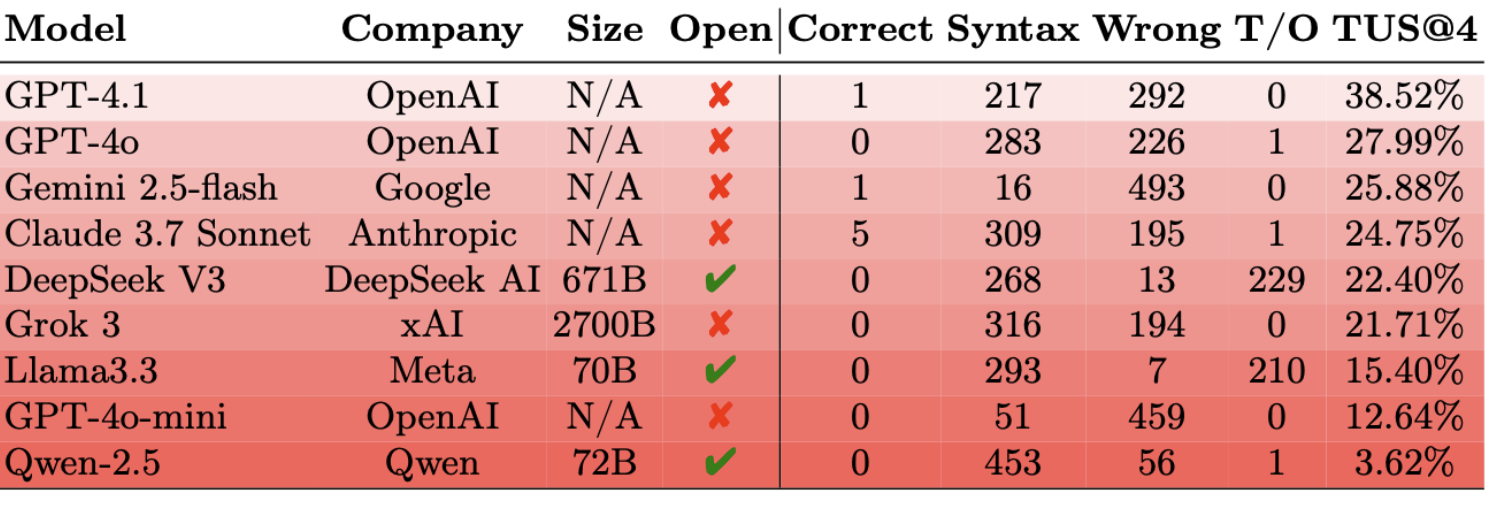 Model Company Size Open Correct Syntax Wrong T/O TUS@4
GPT-4.1 OpenAI N/A ✘ 1 217 292 0 38.52%
GPT-4o OpenAI N/A ✘ 0 283 226 1 27.99%
Gemini 2.5-flash Google N/A ✘ 1 16 493 0 25.88%
Claude 3.7 Sonnet Anthropic N/A ✘ 5 309 195 1 24.75%
DeepSeek V3 DeepSeek AI 671B ✔ 0 268 13 229 22.40%
Grok 3 xAI 2700B ✘ 0 316 194 0 21.71%
Llama3.3 Meta 70B ✔ 0 293 7 210 15.40%
GPT-4o-mini OpenAI N/A ✘ 0 51 459 0 12.64%
Qwen-2.5 Qwen 72B ✔ 0 453 56 1 3.62%